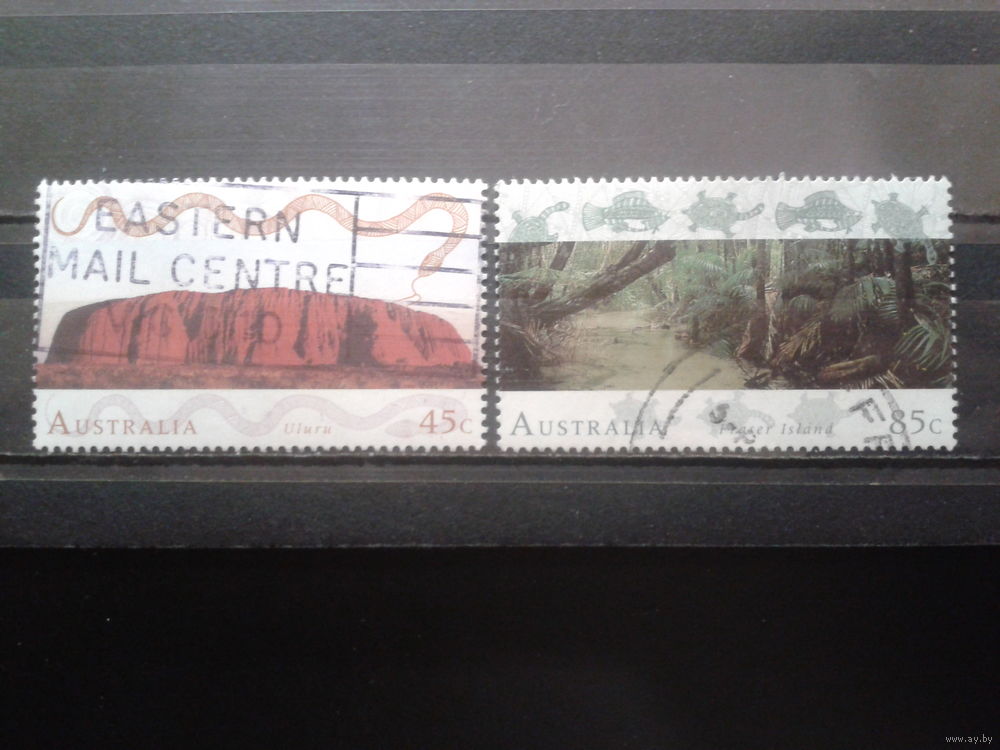 EASTERN
MAIL CENTRE
AUSTRALIA Uluru 45c
AUSTRALIA Fraser Island 85c
www.ay.by